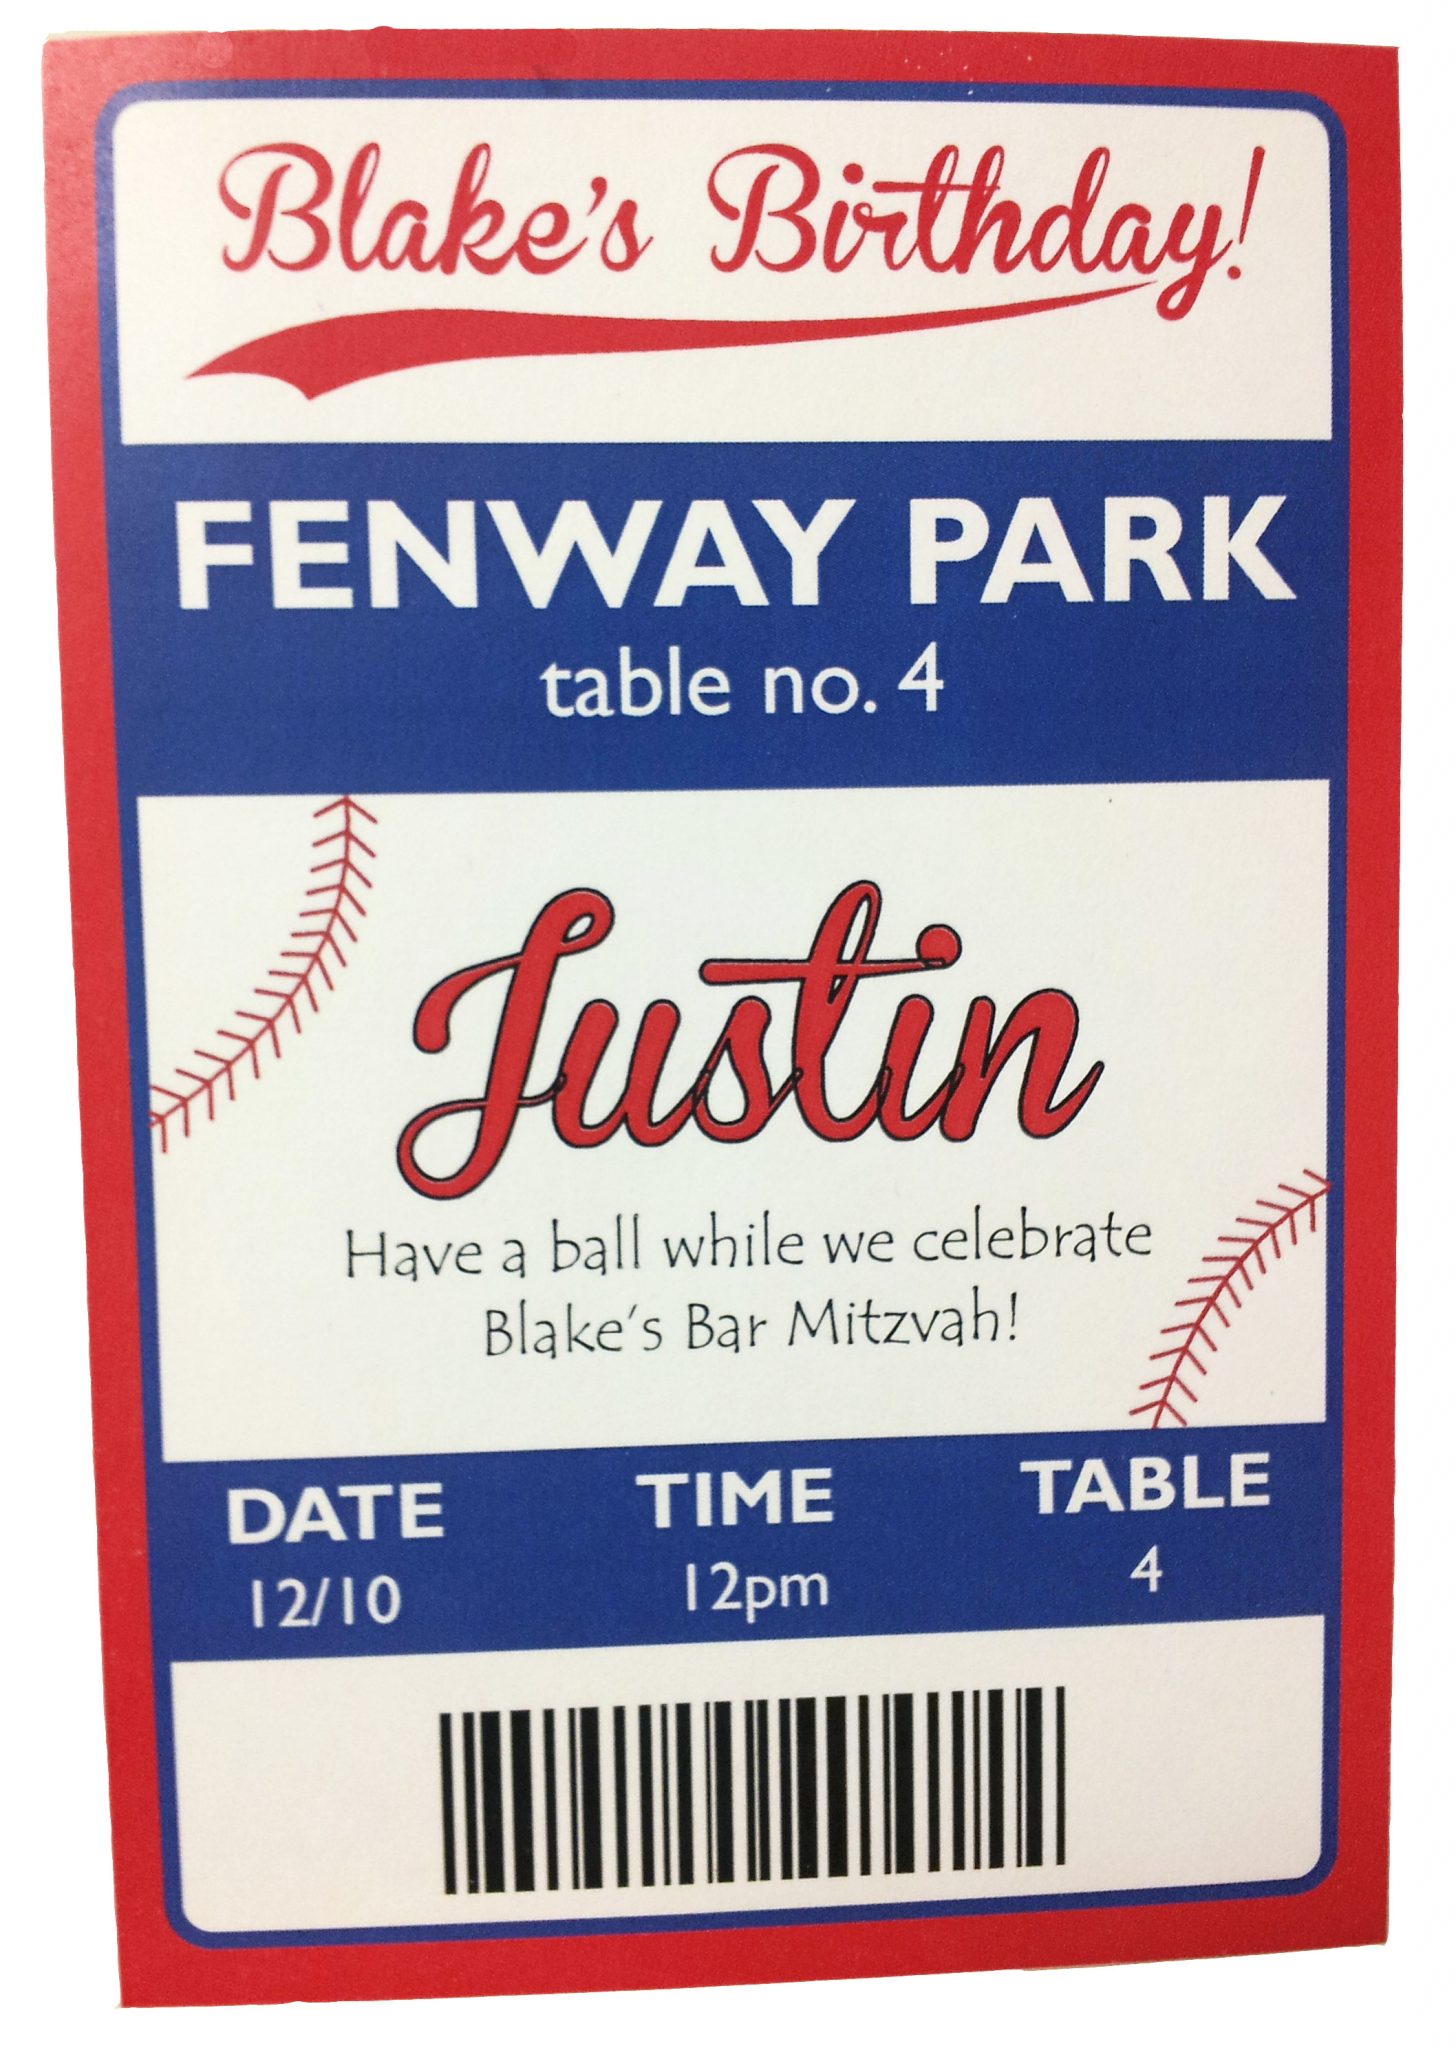 Blake's Birthday!
FENWAY PARK
table no. 4
Justin
Have a ball while we celebrate
Blake's Bar Mitzvah!
DATE TIME TABLE
12/10 12pm 4